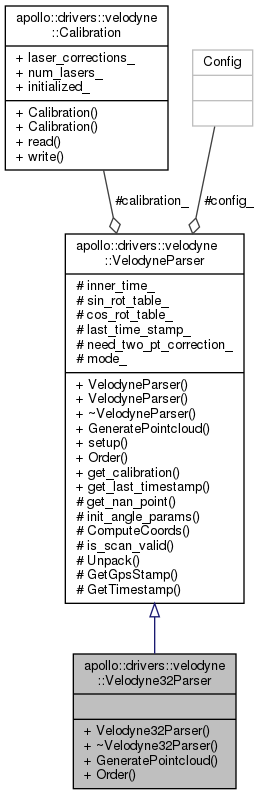 apollo::drivers::velodyne
::Calibration
+ laser_corrections_
+ num_lasers_
+ initialized_
+ Calibration()
+ Calibration()
+ read()
+ write()
Config
#calibration_
#config_
apollo::drivers::velodyne
::VelodyneParser
# inner_time_
# sin_rot_table_
# cos_rot_table_
# last_time_stamp_
# need_two_pt_correction_
# mode_
+ VelodyneParser()
+ VelodyneParser()
+ ~VelodyneParser()
+ GeneratePointcloud()
+ setup()
+ Order()
+ get_calibration()
+ get_last_timestamp()
# get_nan_point()
# init_angle_params()
# ComputeCoords()
# is_scan_valid()
# Unpack()
# GetGpsStamp()
# GetTimestamp()
apollo::drivers::velodyne
::Velodyne32Parser
+ Velodyne32Parser()
+ ~Velodyne32Parser()
+ GeneratePointcloud()
+ Order()